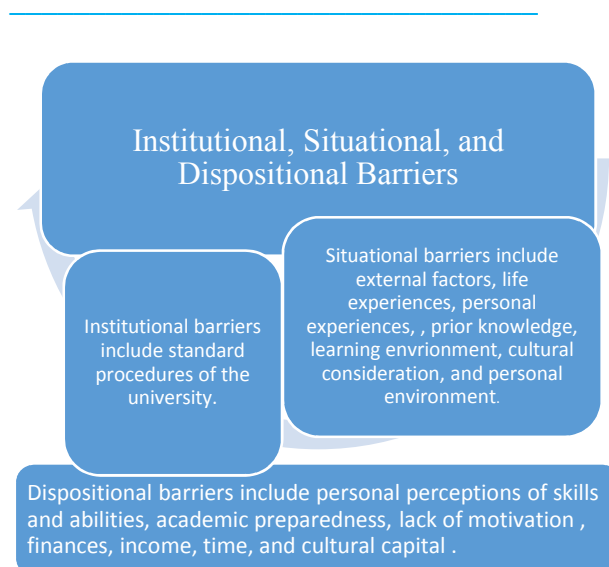 Institutional, Situational, and
Dispositional Barriers
Institutional barriers
include standard
procedures of the
university.
Situational barriers include
external factors, life
experiences, personal
experiences, , prior knowledge,
learning envrionment, cultural
consideration, and personal
environment.
Dispositional barriers include personal perceptions of skills
and abilities, academic preparedness, lack of motivation ,
finances, income, time, and cultural capital .